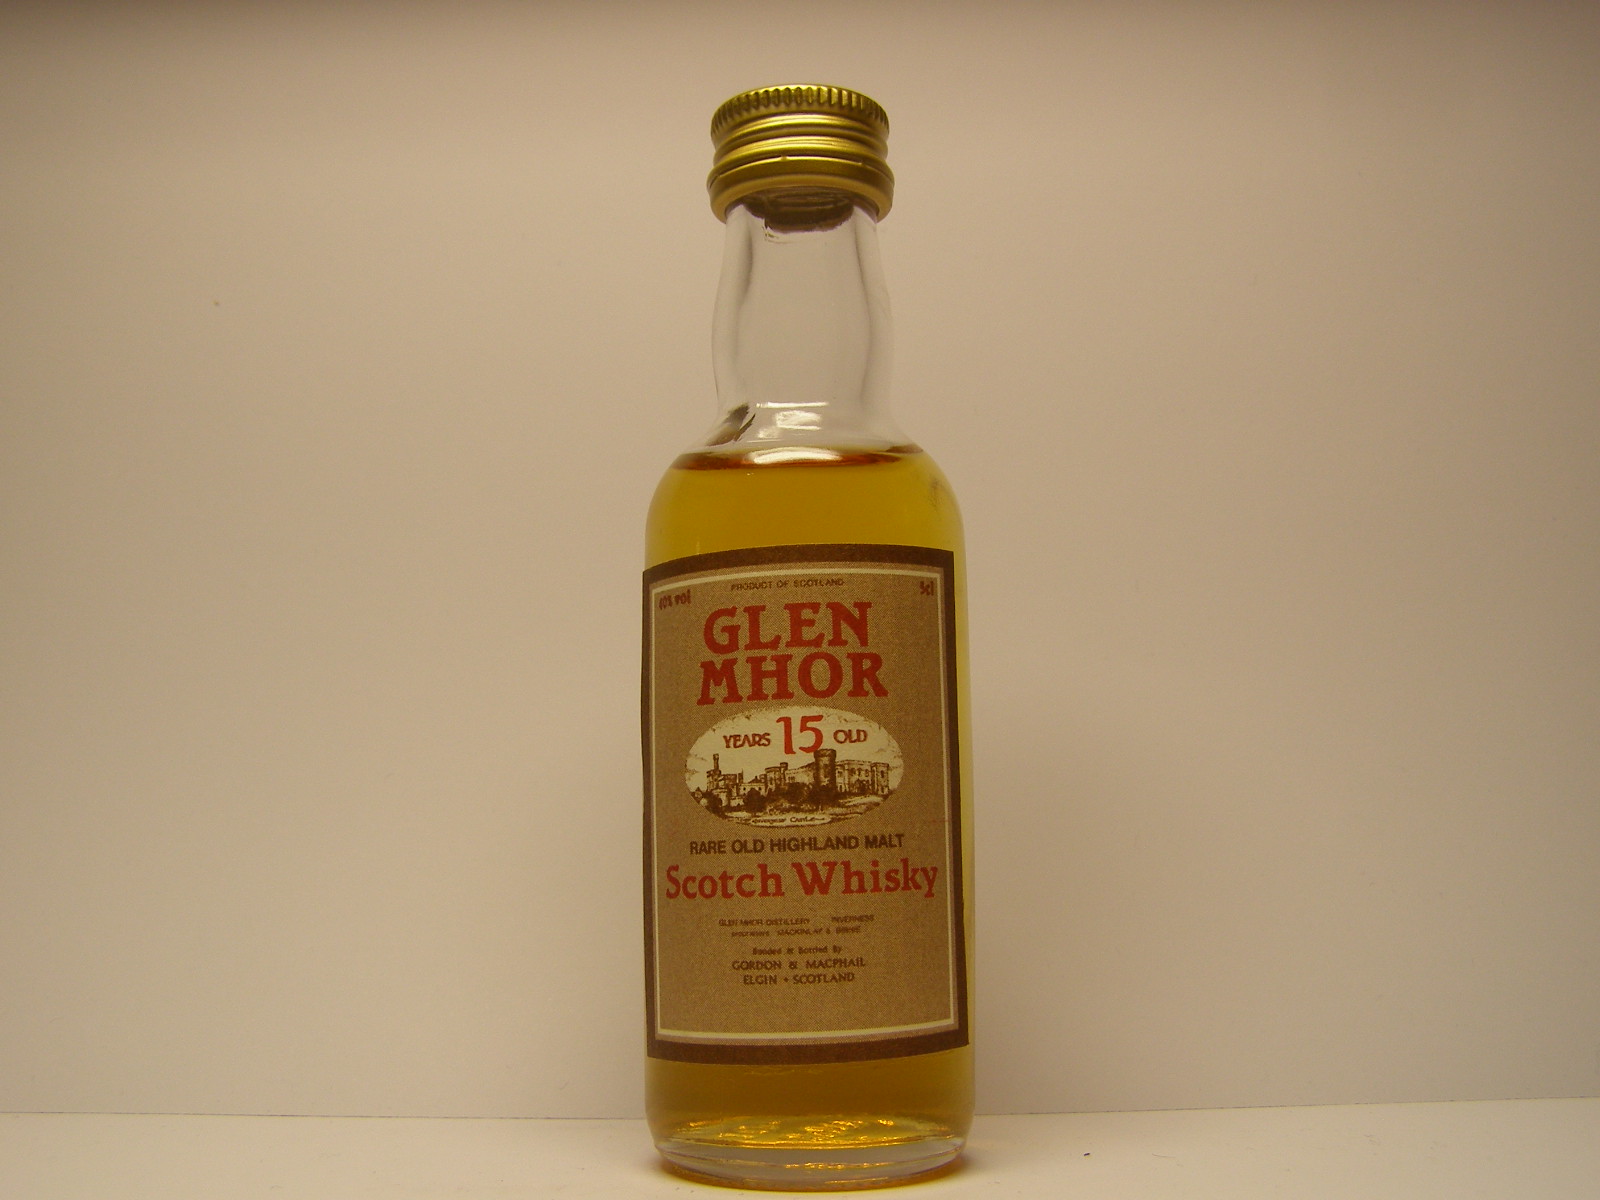 PRODUCT OF SCOTLAND
40% vol
5cl
GLEN
MHOR
YEARS 15 OLD
RARE OLD HIGHLAND MALT
Scotch Whisky
GLEN MHOR DISTILLERY INVERNESS
MACKINLAY & BIRNIE
Bonded & Bottled By
GORDON & MACPHAIL
ELGIN • SCOTLAND